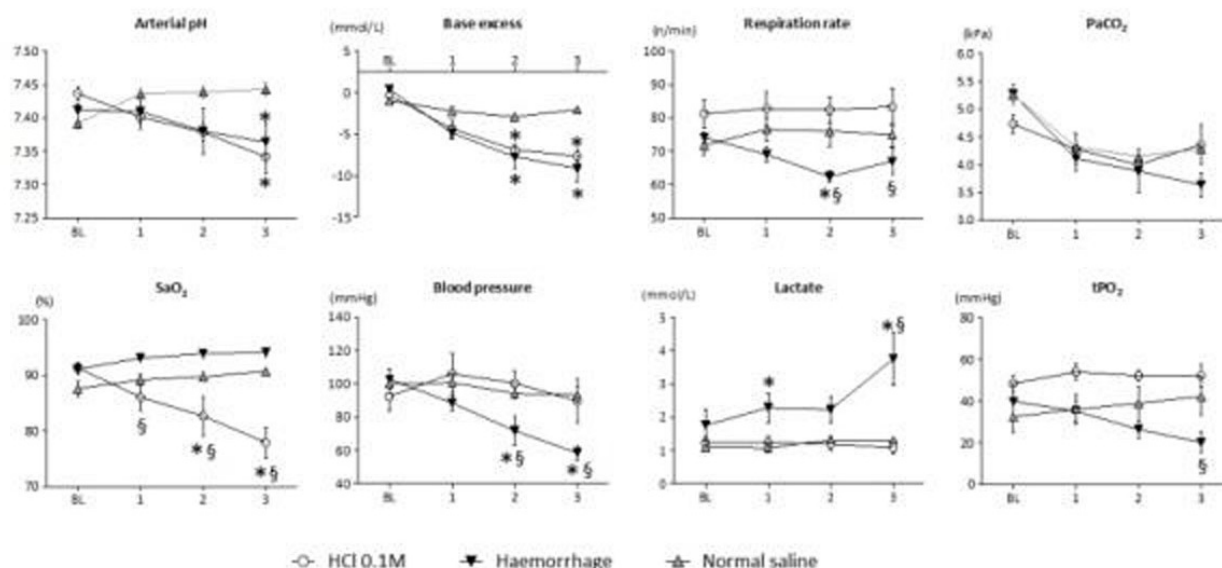 Arterial pH
7.50
7.45
7.40
7.35
7.30
7.25
*
*
BL 1 2 3
Base excess
(mmol/L)
5
0
-5
-10
-15
BL 1 2 3
* *
* *
Respiration rate
(n/min)
100
90
80
70
60
50
*§ §
BL 1 2 3
PaCO₂
(kPa)
6.0
5.5
5.0
4.5
4.0
3.5
3.0
BL 1 2 3
SaO₂
(%)
100
90
80
70
§ *§ *§
BL 1 2 3
Blood pressure
(mmHg)
140
120
100
80
60
40
*§ *§
BL 1 2 3
Lactate
(mmol/L)
5
4
3
2
1
0
* *§
BL 1 2 3
tPO₂
(mmHg)
80
60
40
20
0
§
BL 1 2 3
HCl 0.1M Haemorrhage Normal saline